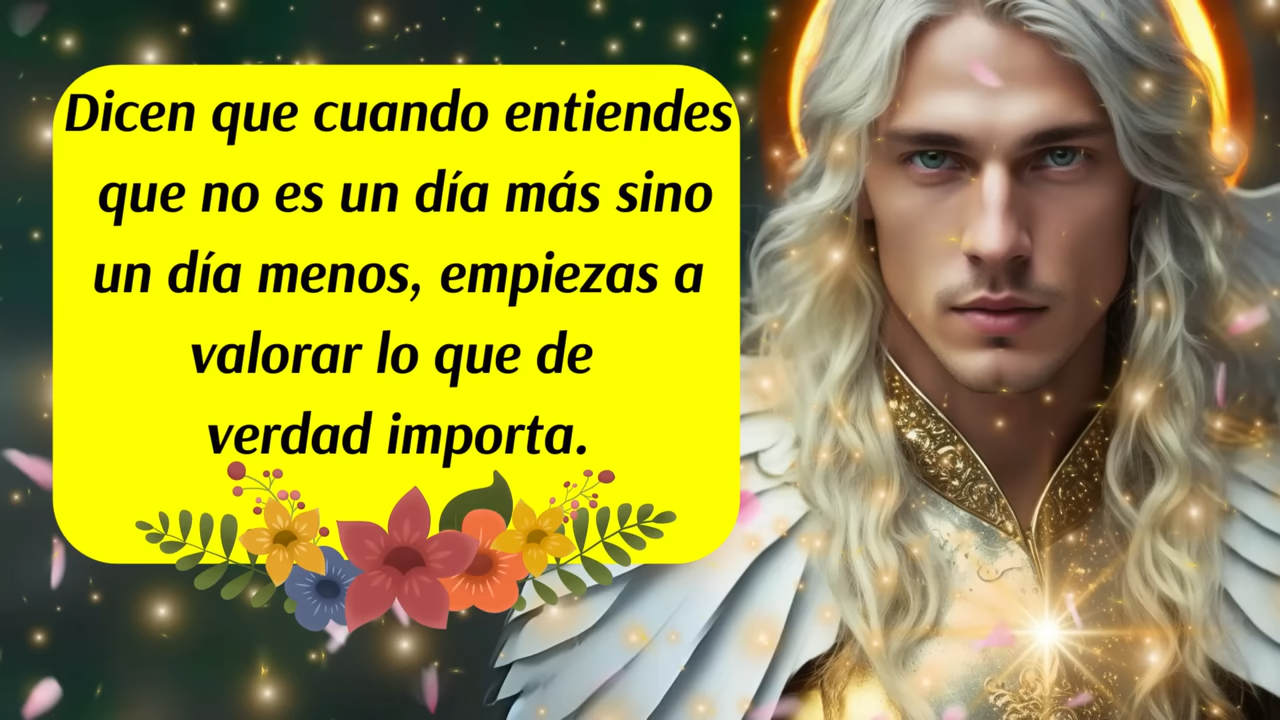 Dicen que cuando entiendes
que no es un día más sino
un día menos, empiezas a
valorar lo que de
verdad importa.